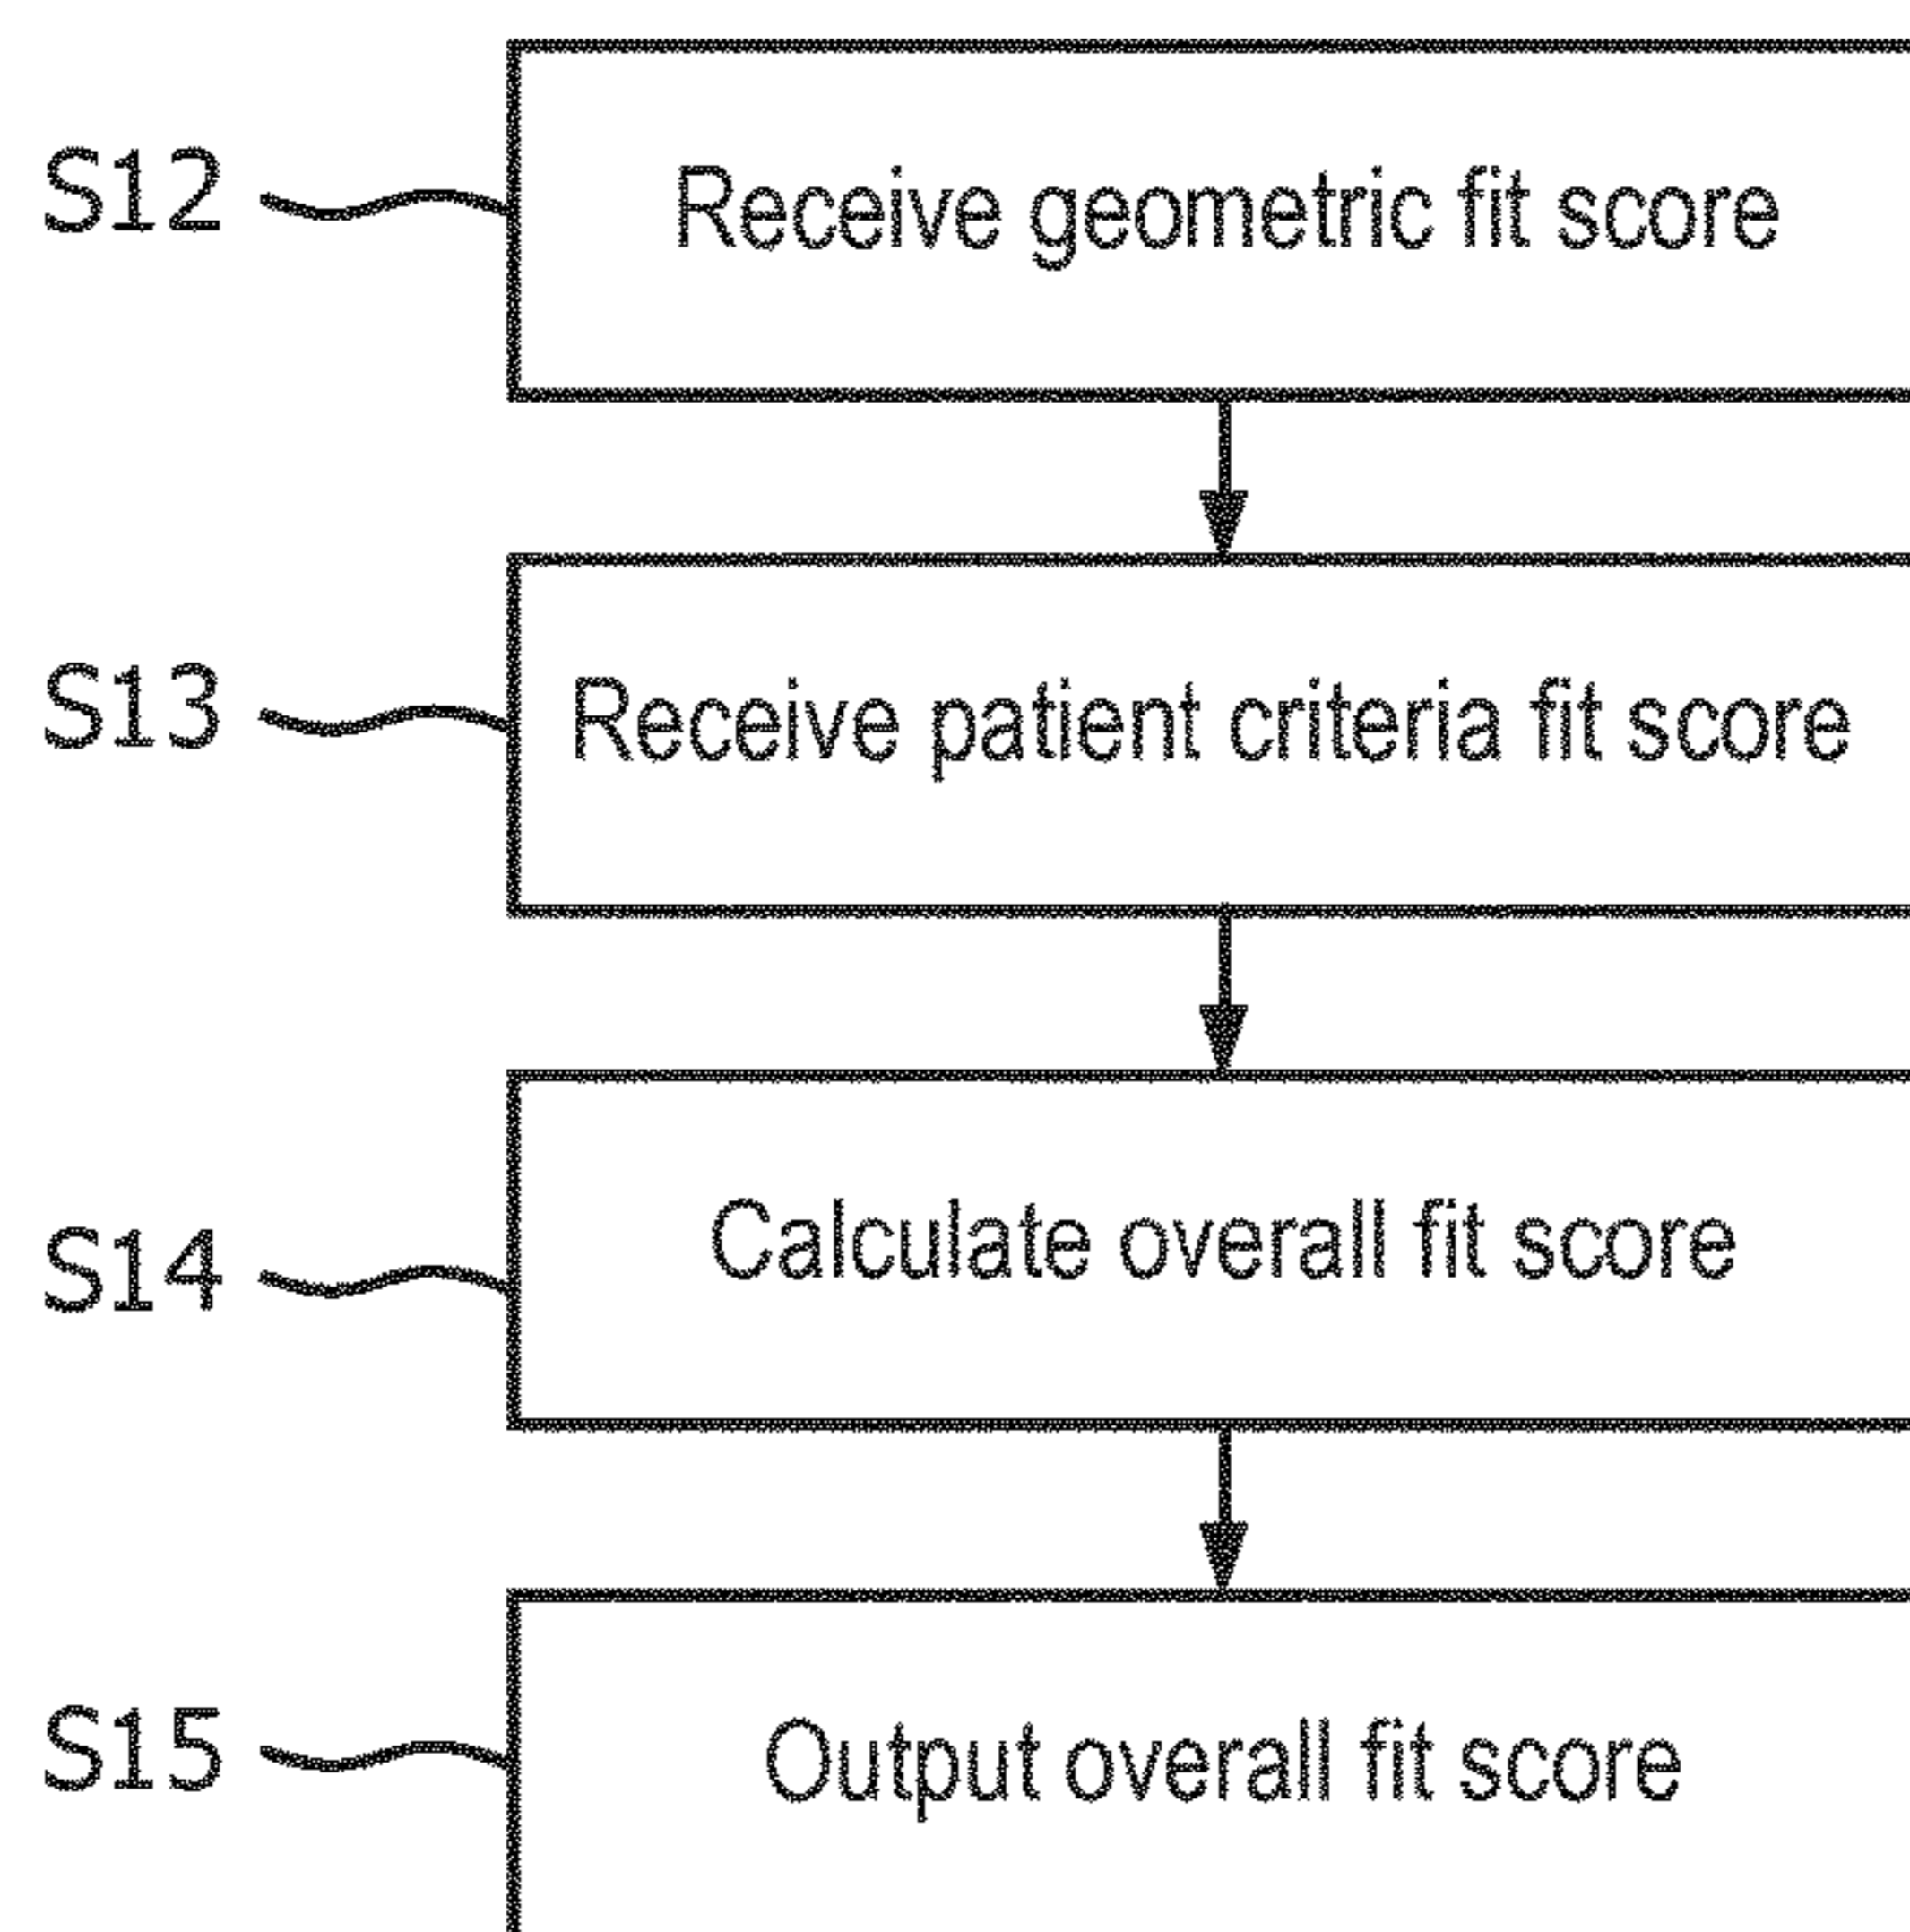 S12 Receive geometric fit score
S13 Receive patient criteria fit score
S14 Calculate overall fit score
S15 Output overall fit score